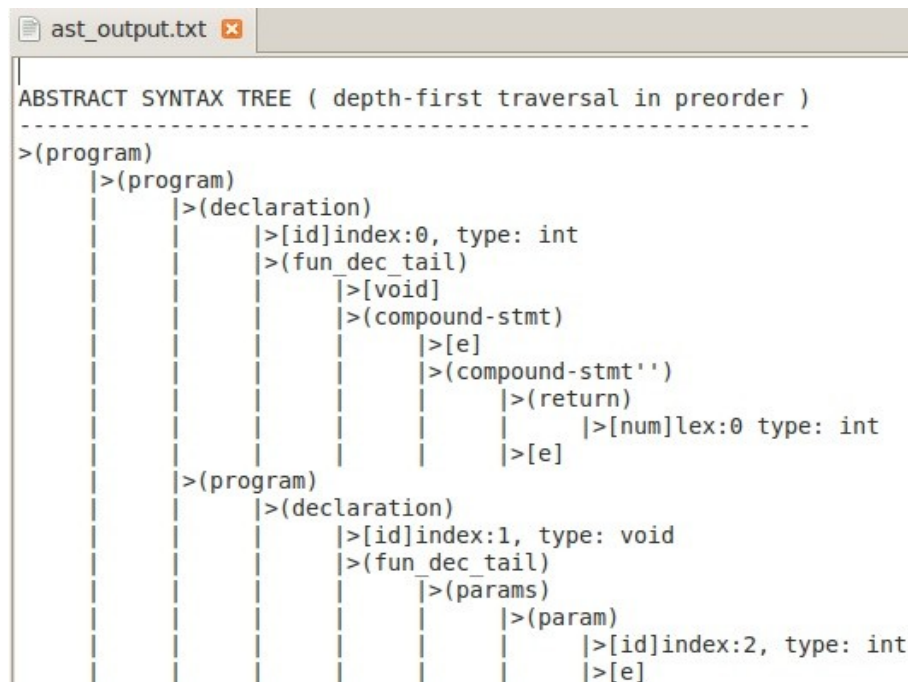 ast_output.txt
ABSTRACT SYNTAX TREE ( depth-first traversal in preorder )
----------------------------------------------------------
>(program)
     |>(program)
     |     |>(declaration)
     |     |     |>[id]index:0, type: int
     |     |     |>(fun_dec_tail)
     |     |     |     |>[void]
     |     |     |     |>(compound-stmt)
     |     |     |     |     |>[e]
     |     |     |     |     |>(compound-stmt'')
     |     |     |     |     |     |>(return)
     |     |     |     |     |     |     |>[num]lex:0 type: int
     |     |     |     |     |     |>[e]
     |     |>(program)
     |     |     |>(declaration)
     |     |     |     |>[id]index:1, type: void
     |     |     |     |>(fun_dec_tail)
     |     |     |     |     |>(params)
     |     |     |     |     |     |>(param)
     |     |     |     |     |     |     |>[id]index:2, type: int
     |     |     |     |     |     |     |>[e]